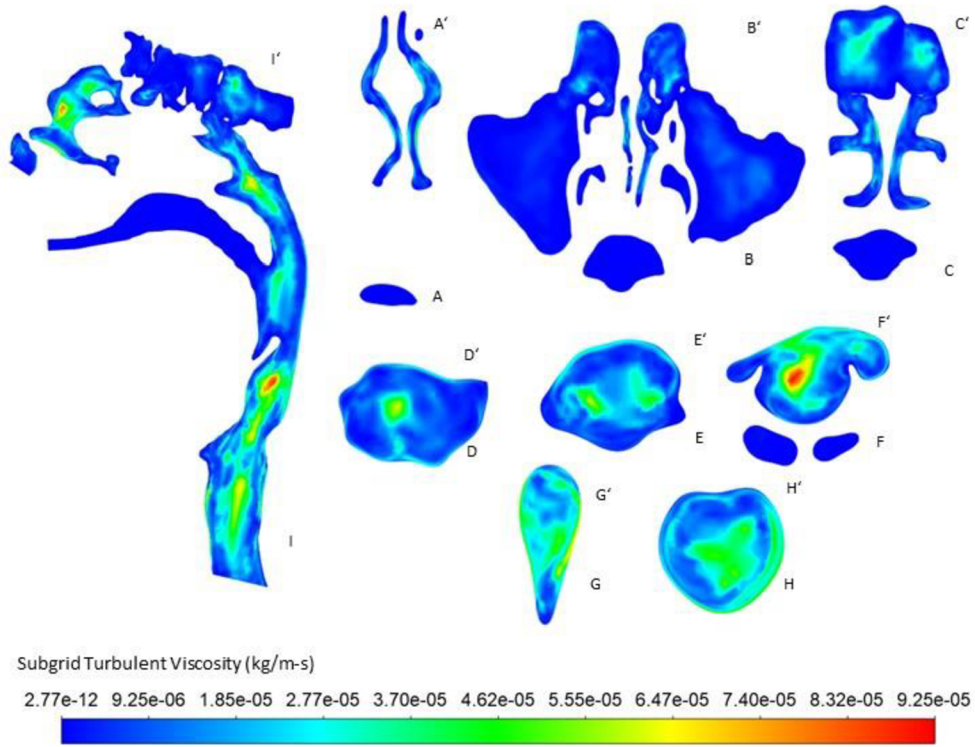 A‘
B‘
C‘
I‘
B
C
A
F‘
D‘
E‘
E
F
D
G‘
H‘
I
G
H
Subgrid Turbulent Viscosity (kg/m-s)
2.77e-12 9.25e-06 1.85e-05 2.77e-05 3.70e-05 4.62e-05 5.55e-05 6.47e-05 7.40e-05 8.32e-05 9.25e-05